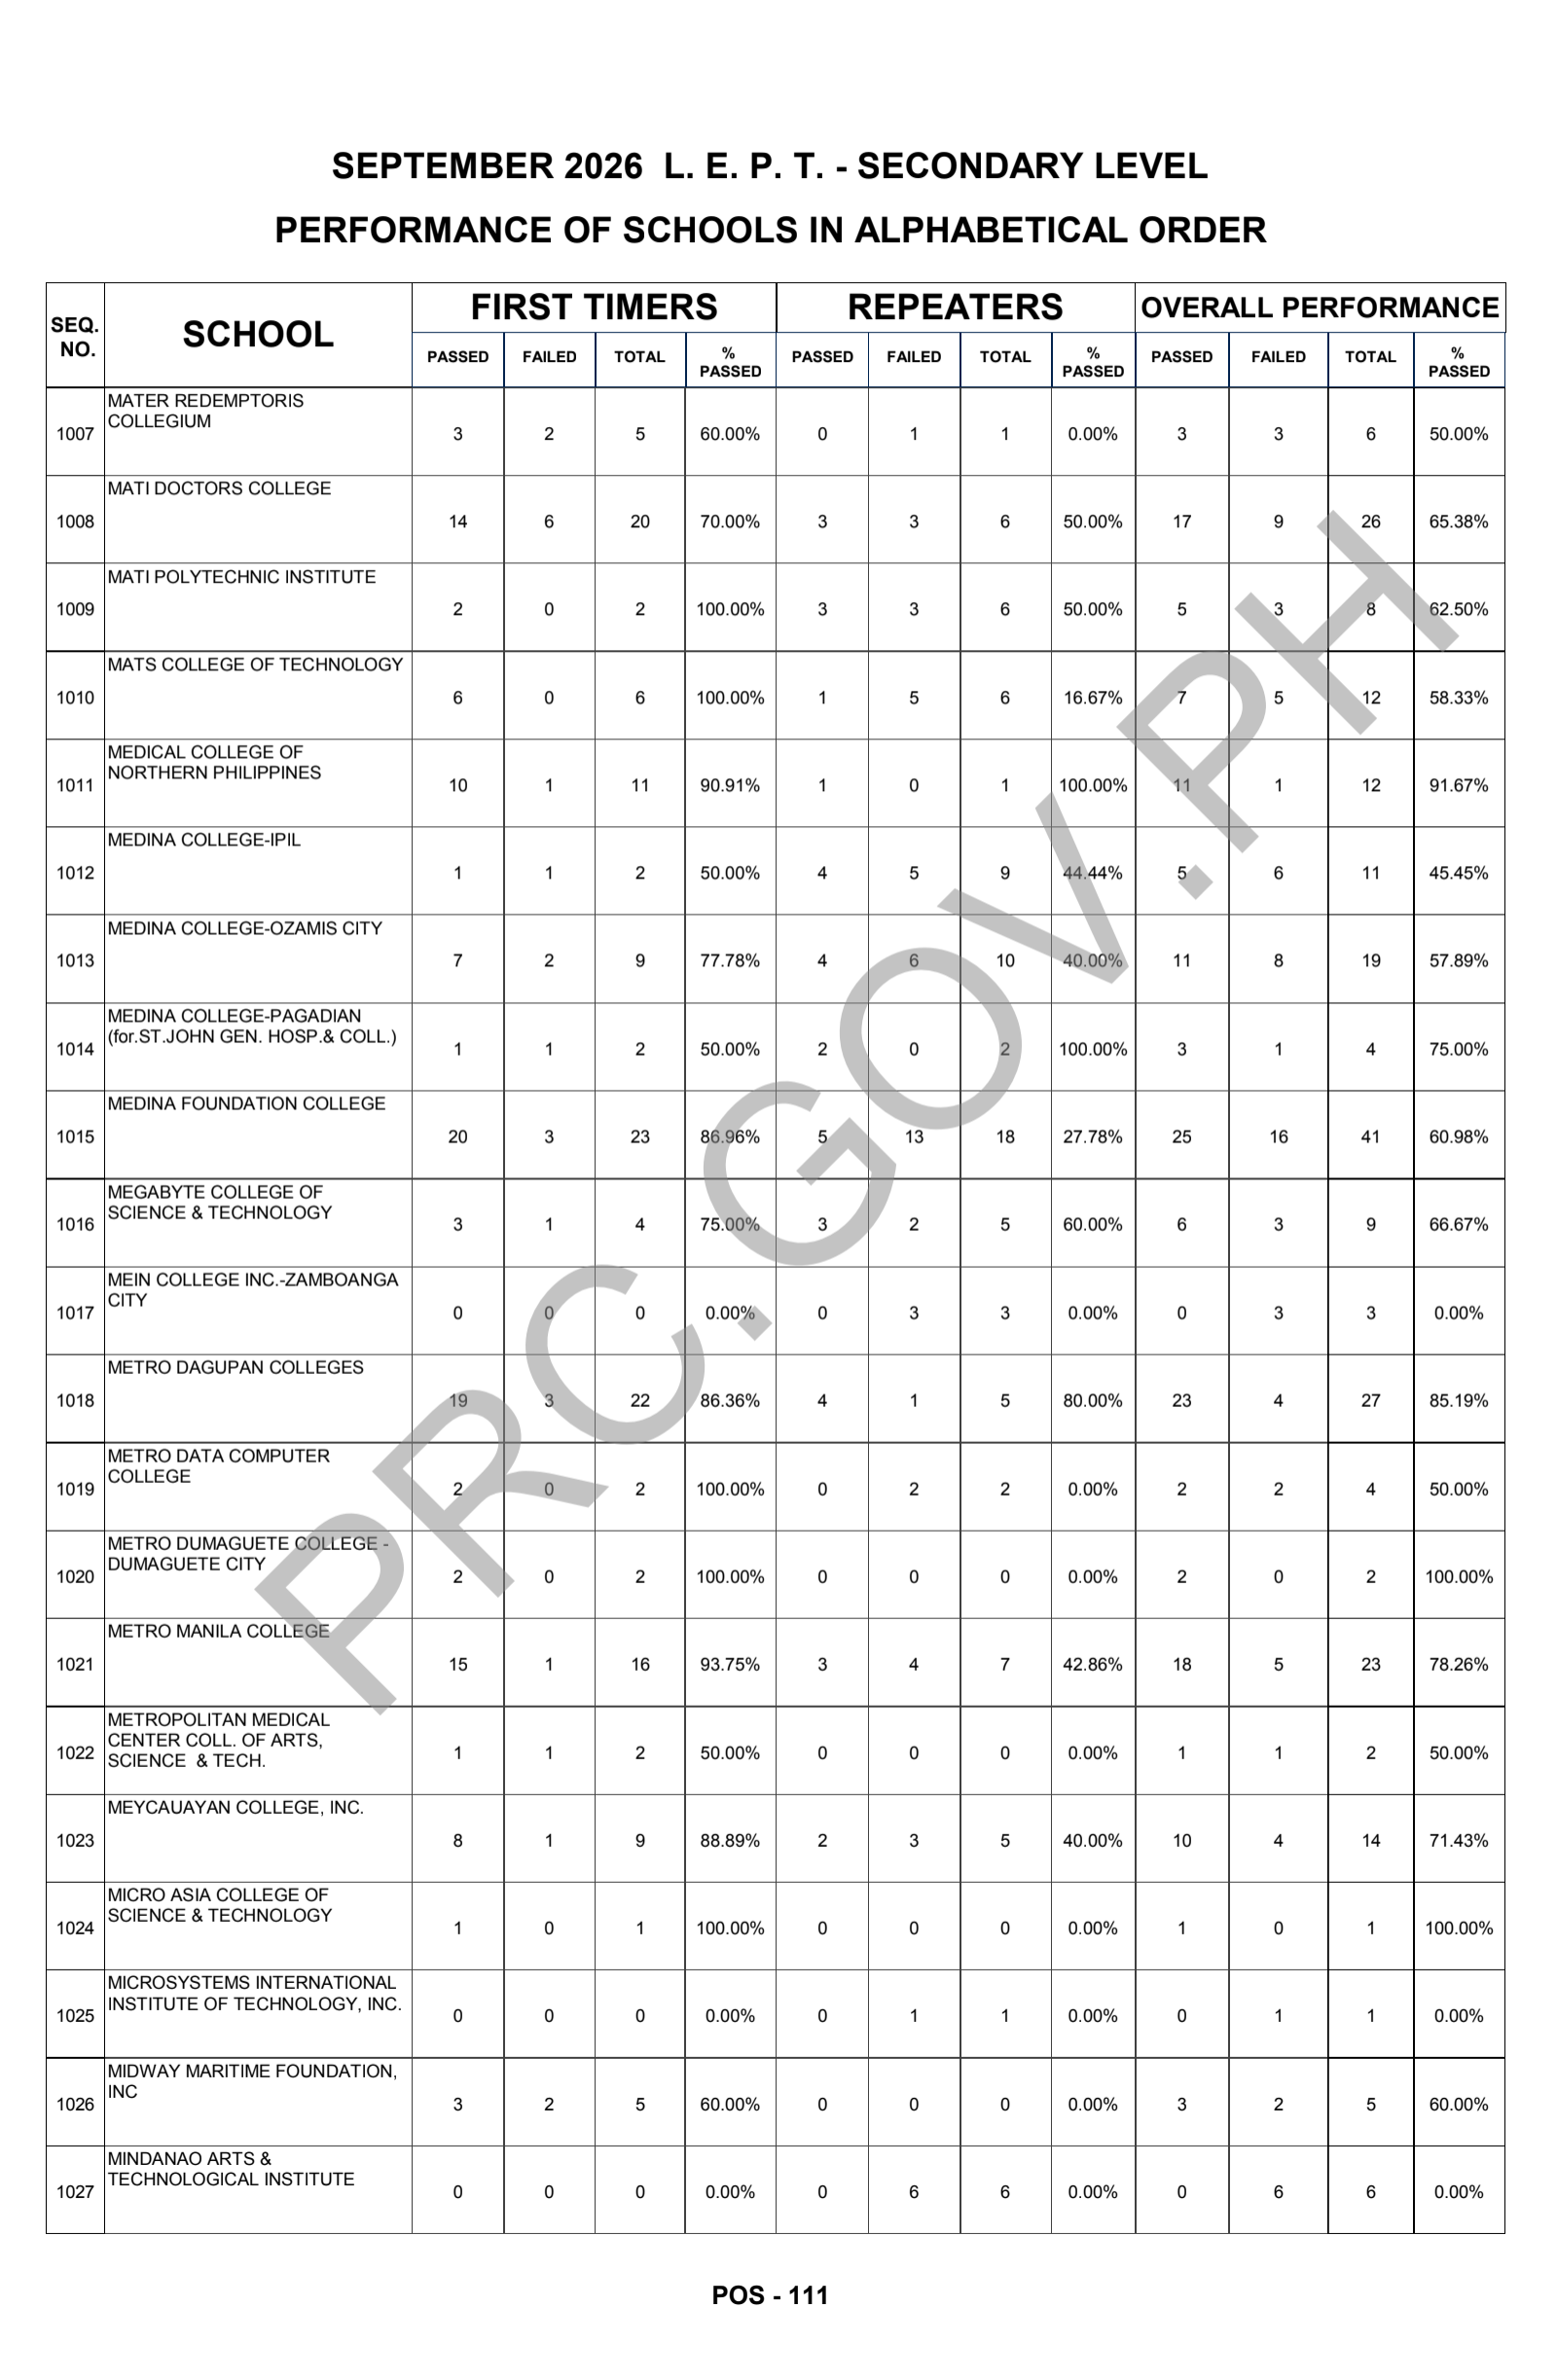 SEPTEMBER 2026  L. E. P. T. - SECONDARY LEVEL
PERFORMANCE OF SCHOOLS IN ALPHABETICAL ORDER
SEQ. NO. SCHOOL FIRST TIMERS REPEATERS OVERALL PERFORMANCE
PASSED FAILED TOTAL % PASSED PASSED FAILED TOTAL % PASSED PASSED FAILED TOTAL % PASSED
1007 MATER REDEMPTORIS
COLLEGIUM 3 2 5 60.00% 0 1 1 0.00% 3 3 6 50.00%
1008 MATI DOCTORS COLLEGE 14 6 20 70.00% 3 3 6 50.00% 17 9 26 65.38%
1009 MATI POLYTECHNIC INSTITUTE 2 0 2 100.00% 3 3 6 50.00% 5 3 8 62.50%
1010 MATS COLLEGE OF TECHNOLOGY 6 0 6 100.00% 1 5 6 16.67% 7 5 12 58.33%
1011 MEDICAL COLLEGE OF
NORTHERN PHILIPPINES 10 1 11 90.91% 1 0 1 100.00% 11 1 12 91.67%
1012 MEDINA COLLEGE-IPIL 1 1 2 50.00% 4 5 9 44.44% 5 6 11 45.45%
1013 MEDINA COLLEGE-OZAMIS CITY 7 2 9 77.78% 4 6 10 40.00% 11 8 19 57.89%
1014 MEDINA COLLEGE-PAGADIAN
(for.ST.JOHN GEN. HOSP.& COLL.) 1 1 2 50.00% 2 0 2 100.00% 3 1 4 75.00%
1015 MEDINA FOUNDATION COLLEGE 20 3 23 86.96% 5 13 18 27.78% 25 16 41 60.98%
1016 MEGABYTE COLLEGE OF
SCIENCE & TECHNOLOGY 3 1 4 75.00% 3 2 5 60.00% 6 3 9 66.67%
1017 MEIN COLLEGE INC.-ZAMBOANGA
CITY 0 0 0 0.00% 0 3 3 0.00% 0 3 3 0.00%
1018 METRO DAGUPAN COLLEGES 19 3 22 86.36% 4 1 5 80.00% 23 4 27 85.19%
1019 METRO DATA COMPUTER
COLLEGE 2 0 2 100.00% 0 2 2 0.00% 2 2 4 50.00%
1020 METRO DUMAGUETE COLLEGE -
DUMAGUETE CITY 2 0 2 100.00% 0 0 0 0.00% 2 0 2 100.00%
1021 METRO MANILA COLLEGE 15 1 16 93.75% 3 4 7 42.86% 18 5 23 78.26%
1022 METROPOLITAN MEDICAL
CENTER COLL. OF ARTS,
SCIENCE  & TECH. 1 1 2 50.00% 0 0 0 0.00% 1 1 2 50.00%
1023 MEYCAUAYAN COLLEGE, INC. 8 1 9 88.89% 2 3 5 40.00% 10 4 14 71.43%
1024 MICRO ASIA COLLEGE OF
SCIENCE & TECHNOLOGY 1 0 1 100.00% 0 0 0 0.00% 1 0 1 100.00%
1025 MICROSYSTEMS INTERNATIONAL
INSTITUTE OF TECHNOLOGY, INC. 0 0 0 0.00% 0 1 1 0.00% 0 1 1 0.00%
1026 MIDWAY MARITIME FOUNDATION,
INC 3 2 5 60.00% 0 0 0 0.00% 3 2 5 60.00%
1027 MINDANAO ARTS &
TECHNOLOGICAL INSTITUTE 0 0 0 0.00% 0 6 6 0.00% 0 6 6 0.00%
PRC.GOV.PH
POS - 111